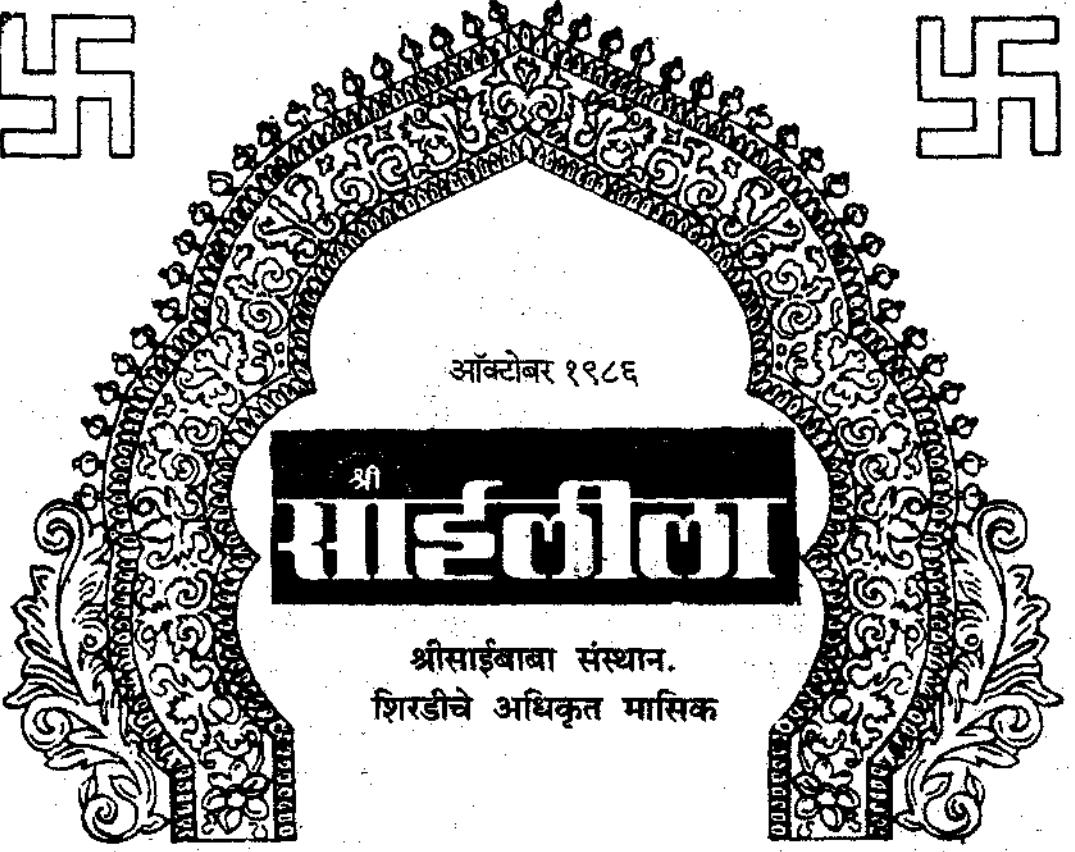 ऑक्टोबर १९८६
श्री
साईलीला
श्रीसाईबाबा संस्थान.
शिरडीचे अधिकृत मासिक